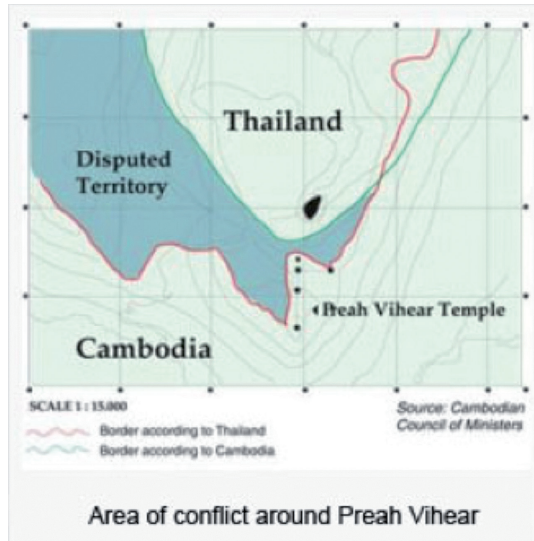 Thailand
Disputed
Territory
Preah Vihear Temple
Cambodia
SCALE 1 : 15.000
Border according to Thailand
Border according to Cambodia
Source: Cambodian
Council of Ministers
Area of conflict around Preah Vihear